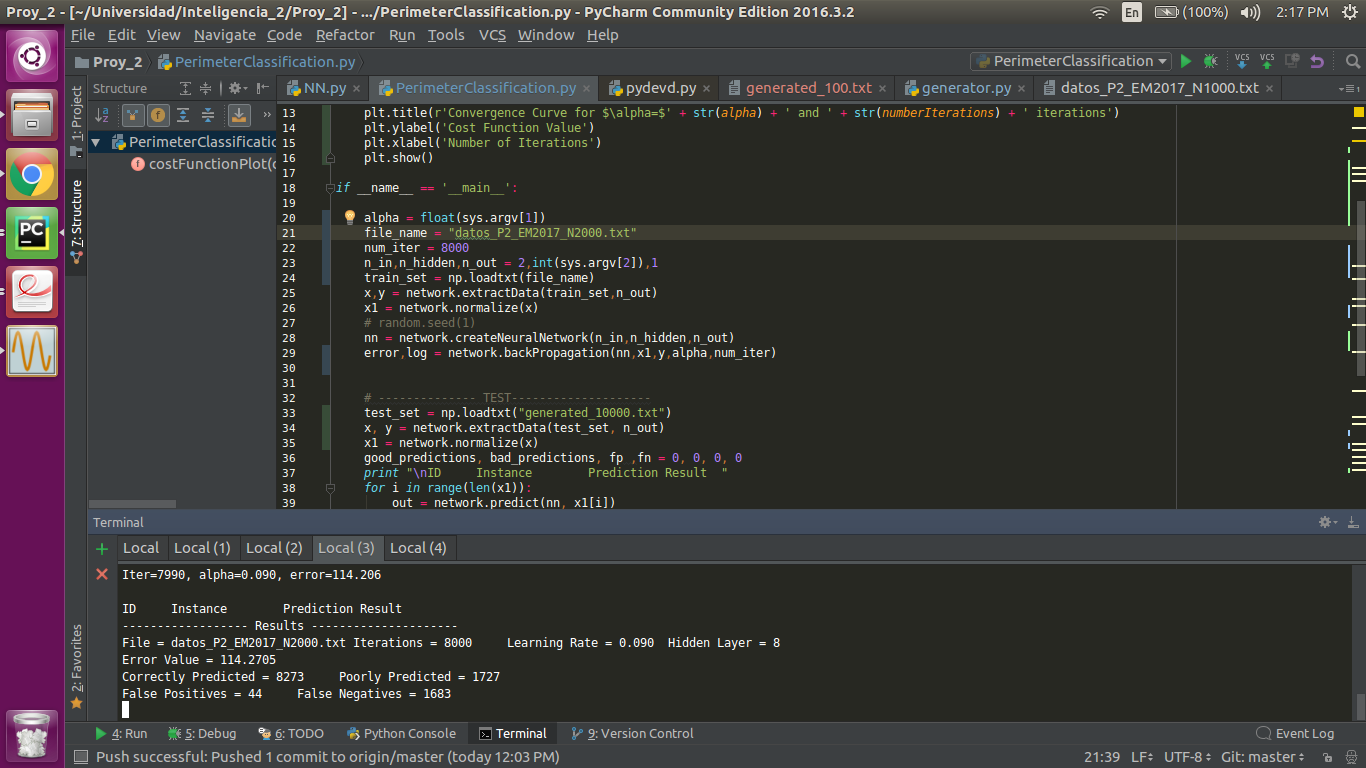 Proy_2 - [~/Universidad/Inteligencia_2/Proy_2] - .../PerimeterClassification.py - PyCharm Community Edition 2016.3.2
En (100%) 2:17 PM
File Edit View Navigate Code Refactor Run Tools VCS Window Help
Proy_2 PerimeterClassification.py PerimeterClassification VCS VCS
Structure
NN.py PerimeterClassification.py pydevd.py generated_100.txt generator.py datos_P2_EM2017_N1000.txt
1: Project
7: Structure
2: Favorites
PerimeterClassificatio
f costFunctionPlot(c
13 plt.title(r'Convergence Curve for $\alpha=$' + str(alpha) + ' and ' + str(numberIterations) + ' iterations')
14 plt.ylabel('Cost Function Value')
15 plt.xlabel('Number of Iterations')
16 plt.show()
17
18 if __name__ == '__main__':
19
20 alpha = float(sys.argv[1])
21 file_name = "datos_P2_EM2017_N2000.txt"
22 num_iter = 8000
23 n_in,n_hidden,n_out = 2,int(sys.argv[2]),1
24 train_set = np.loadtxt(file_name)
25 x,y = network.extractData(train_set,n_out)
26 x1 = network.normalize(x)
27 # random.seed(1)
28 nn = network.createNeuralNetwork(n_in,n_hidden,n_out)
29 error,log = network.backPropagation(nn,x1,y,alpha,num_iter)
30
31
32 # -------------- TEST--------------------
33 test_set = np.loadtxt("generated_10000.txt")
34 x, y = network.extractData(test_set, n_out)
35 x1 = network.normalize(x)
36 good_predictions, bad_predictions, fp ,fn = 0, 0, 0, 0
37 print "\nID     Instance        Prediction Result  "
38 for i in range(len(x1)):
39 out = network.predict(nn, x1[i])
Terminal
Local Local (1) Local (2) Local (3) Local (4)
Iter=7990, alpha=0.090, error=114.206
ID     Instance        Prediction Result
------------------ Results ---------------------
File = datos_P2_EM2017_N2000.txt Iterations = 8000     Learning Rate = 0.090  Hidden Layer = 8
Error Value = 114.2705
Correctly Predicted = 8273     Poorly Predicted = 1727
False Positives = 44     False Negatives = 1683
4: Run 5: Debug 6: TODO Python Console Terminal 9: Version Control Event Log
Push successful: Pushed 1 commit to origin/master (today 12:03 PM) 21:39 LF UTF-8 Git: master